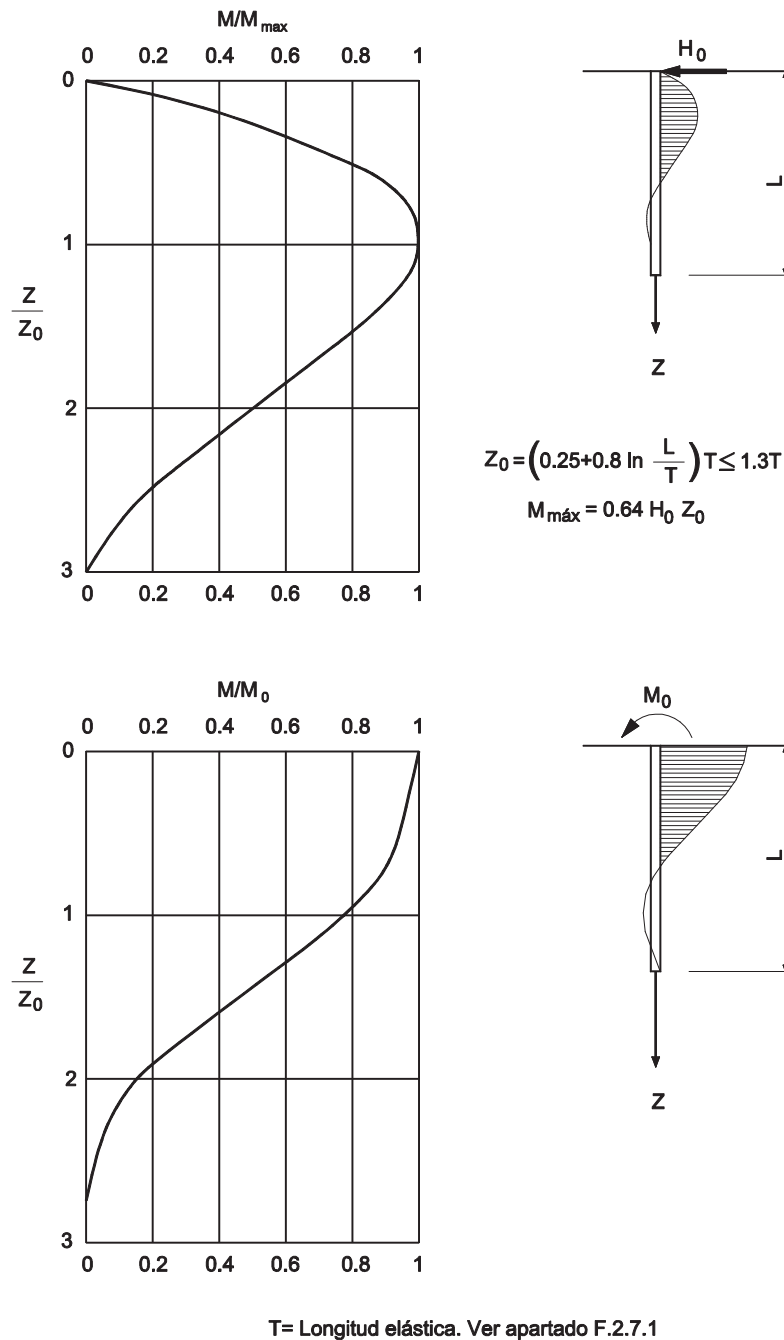 M/Mmax
0 0.2 0.4 0.6 0.8 1
0
1
2
3
Z
Z0
0 0.2 0.4 0.6 0.8 1
H0
L
Z
Z0 = (0.25+0.8 ln L/T) T ≤ 1.3T
Mmáx = 0.64 H0 Z0
M/M0
0 0.2 0.4 0.6 0.8 1
0
1
2
3
Z
Z0
0 0.2 0.4 0.6 0.8 1
M0
L
Z
T= Longitud elástica. Ver apartado F.2.7.1